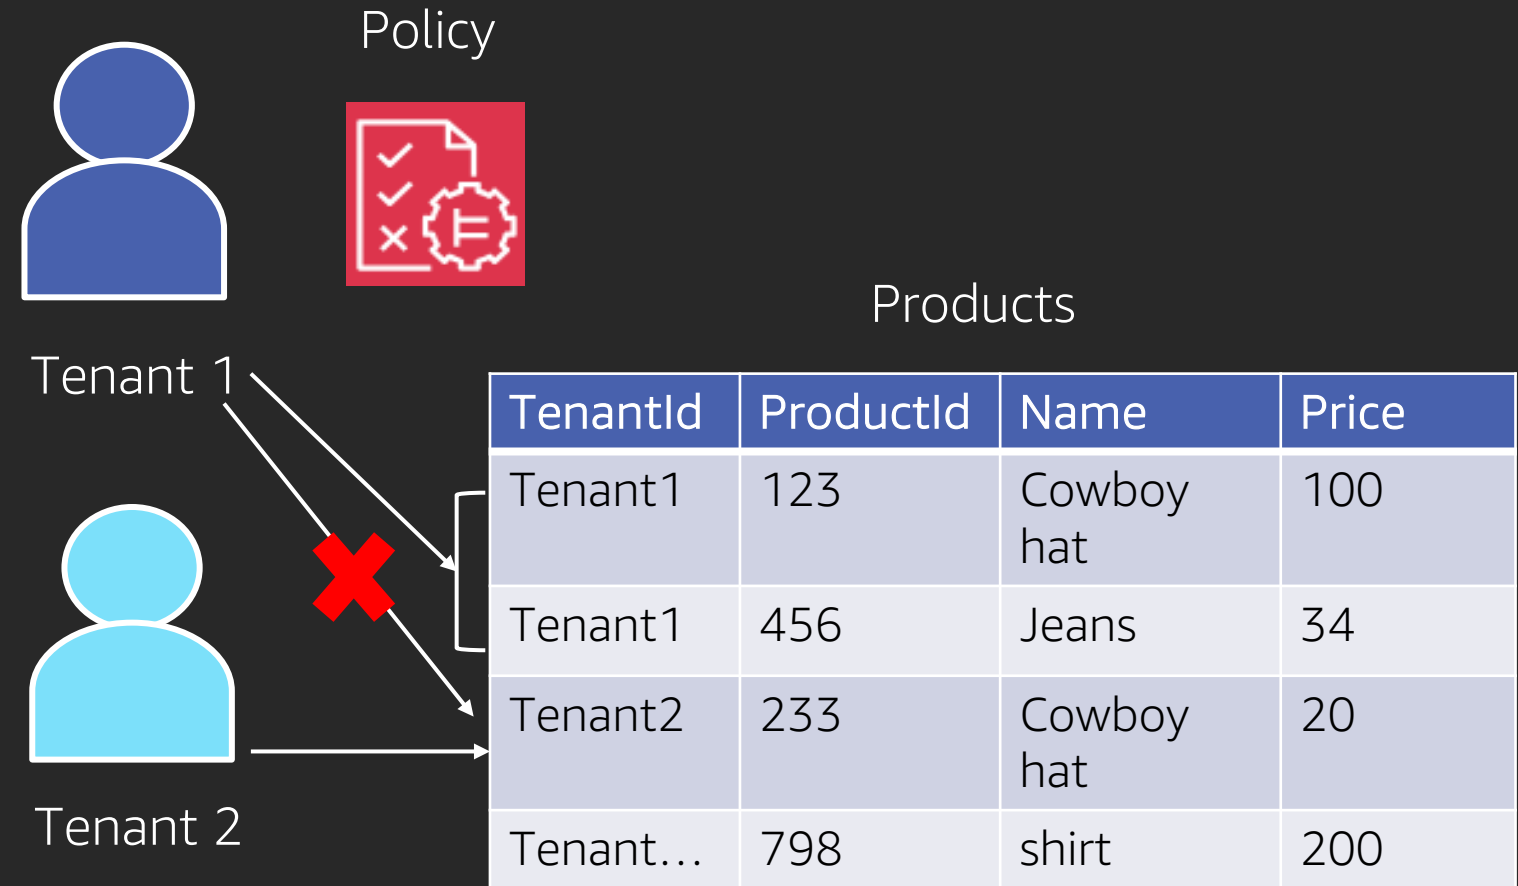 Policy
Products
Tenant 1
Tenant 2
TenantId ProductId Name Price
Tenant1 123 Cowboy hat 100
Tenant1 456 Jeans 34
Tenant2 233 Cowboy hat 20
Tenant... 798 shirt 200